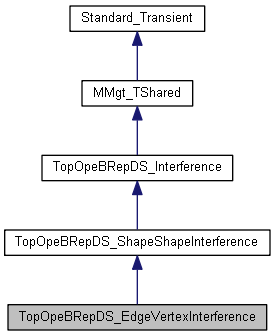 Standard_Transient
MMgt_TShared
TopOpeBRepDS_Interference
TopOpeBRepDS_ShapeShapeInterference
TopOpeBRepDS_EdgeVertexInterference